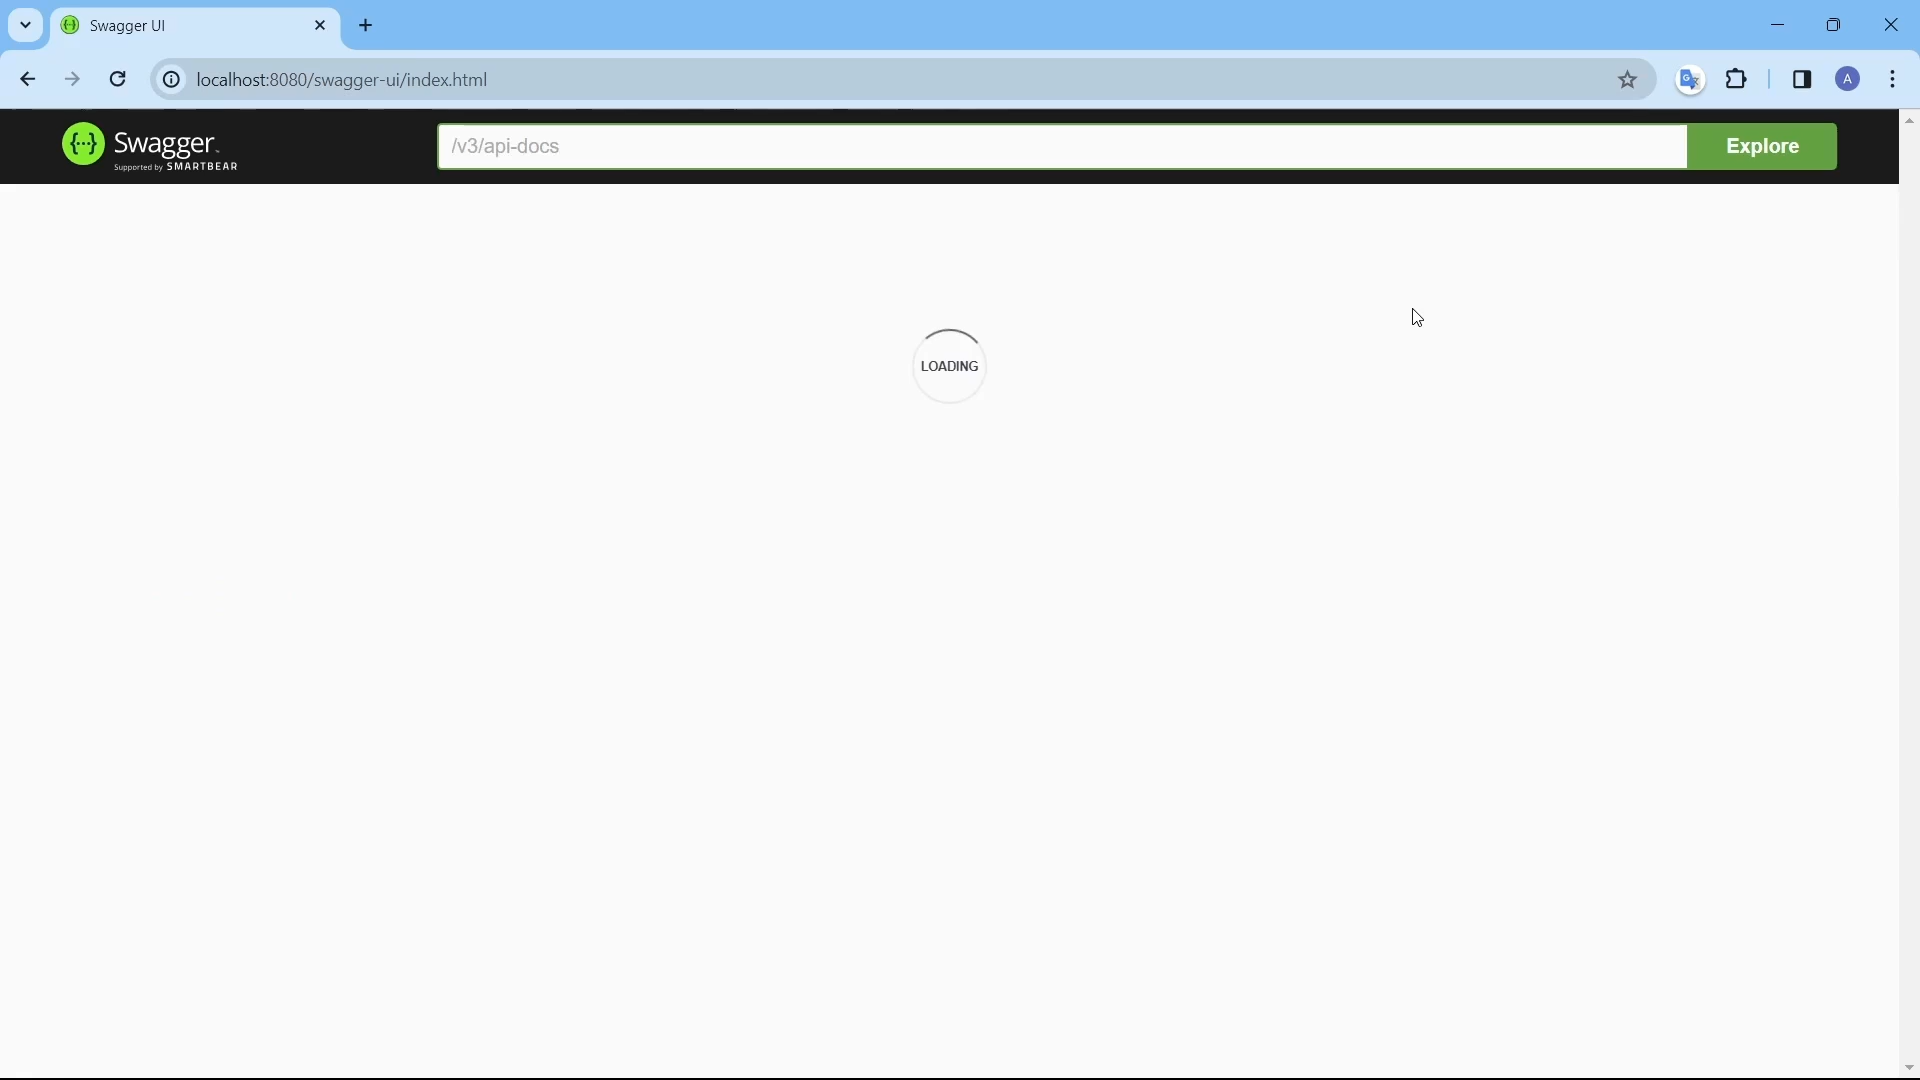 Swagger UI
localhost:8080/swagger-ui/index.html
A
{···} Swagger.
Supported by SMARTBEAR
/v3/api-docs
Explore
LOADING